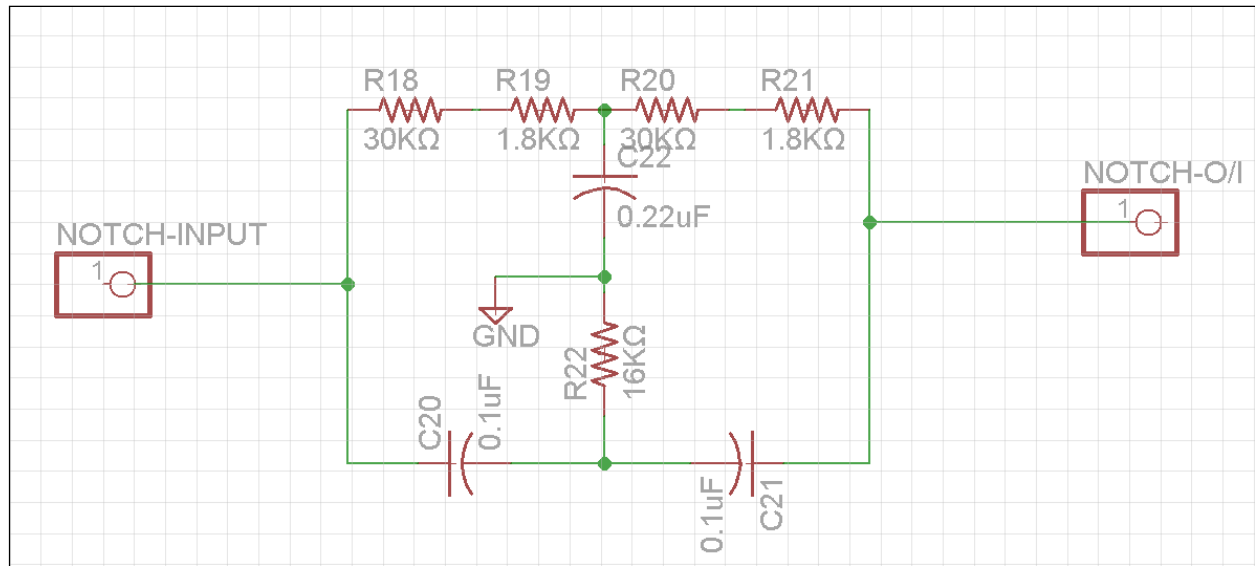 R18
R19
R20
R21
30KΩ
1.8KΩ
30KΩ
1.8KΩ
C22
0.22uF
NOTCH-O/I
1
NOTCH-INPUT
1
GND
R22
16KΩ
C20
0.1uF
0.1uF
C21